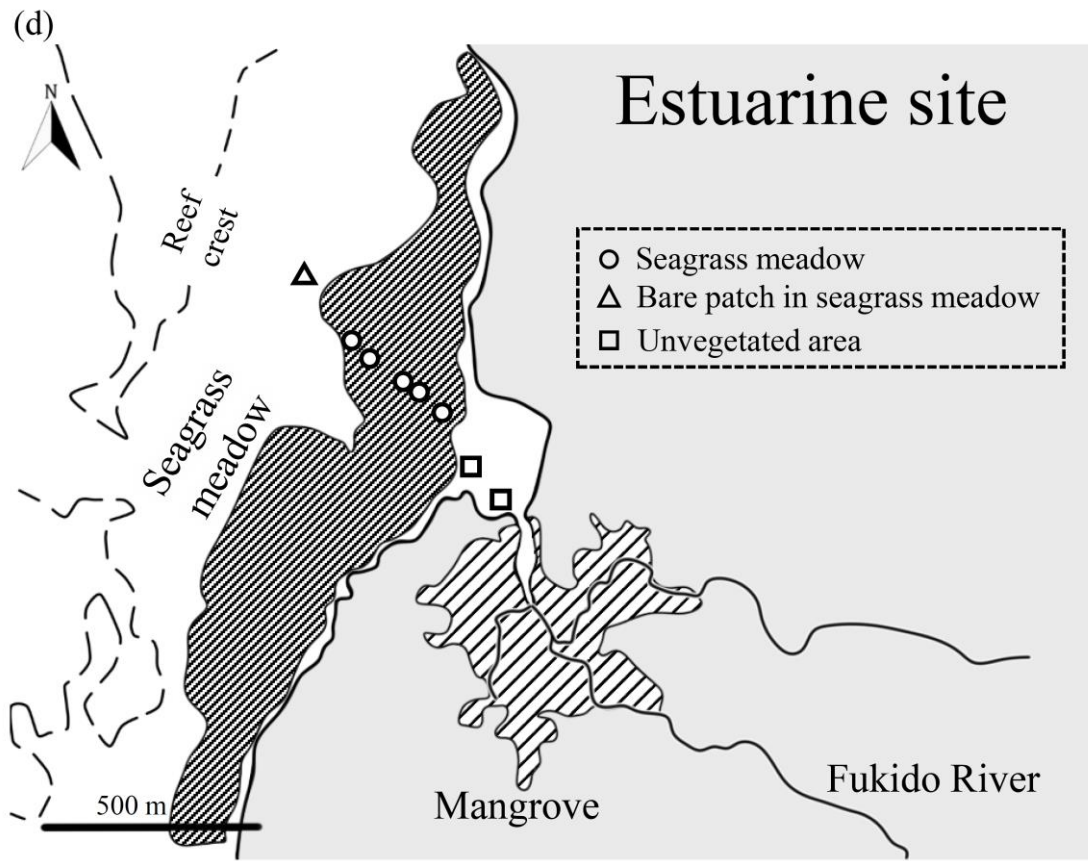 (d)
N
Estuarine site
Reef
crest
Seagrass meadow
Bare patch in seagrass meadow
Unvegetated area
Seagrass
meadow
500 m
Mangrove
Fukido River